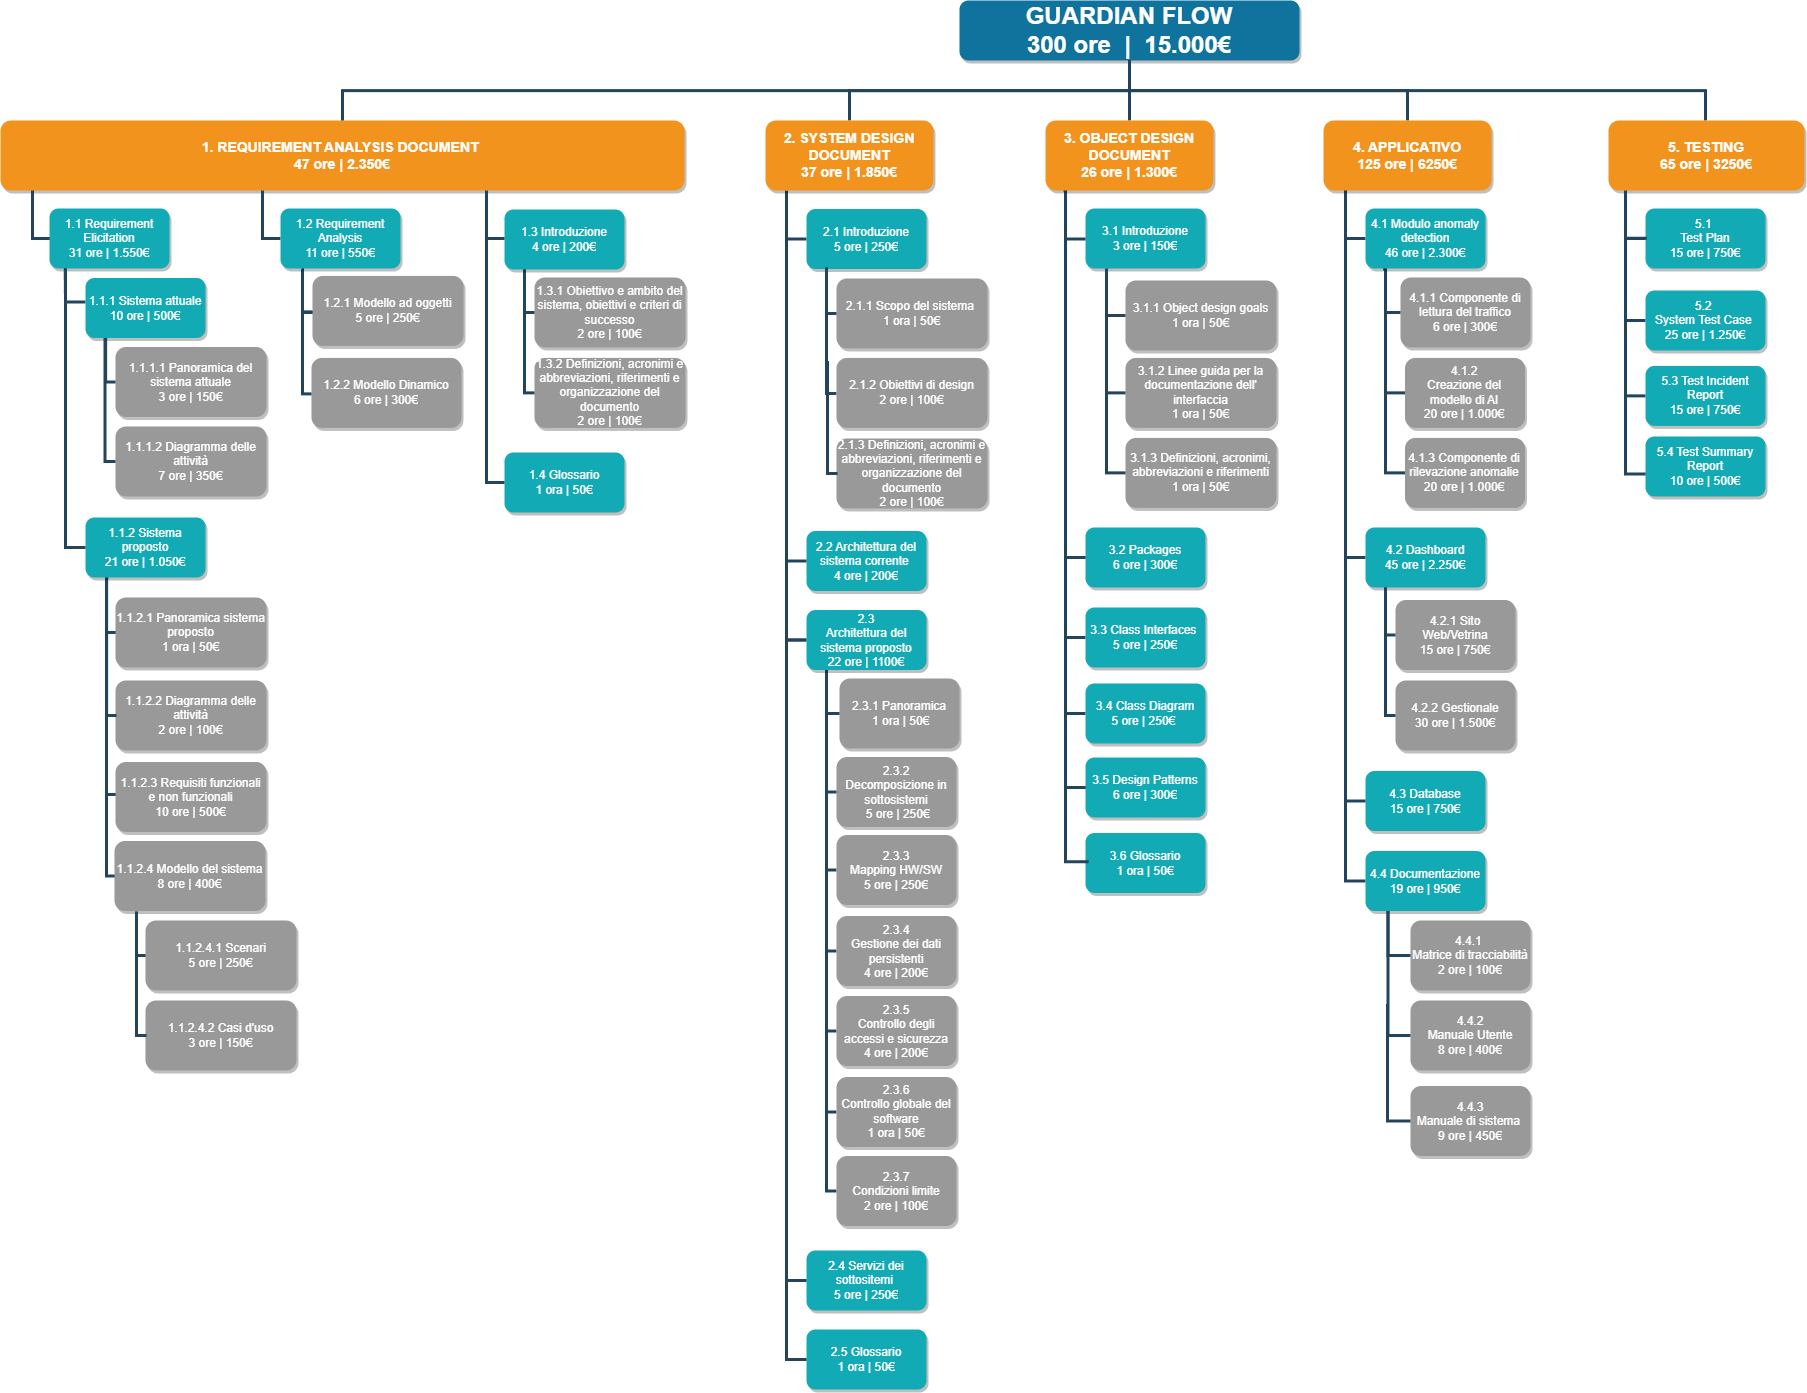 GUARDIAN FLOW
300 ore | 15.000€
1. REQUIREMENT ANALYSIS DOCUMENT
47 ore | 2.350€
1.1 Requirement
Elicitation
31 ore | 1.550€
1.1.1 Sistema attuale
10 ore | 500€
1.1.1.1 Panoramica del
sistema attuale
3 ore | 150€
1.1.1.2 Diagramma delle
attività
7 ore | 350€
1.1.2 Sistema
proposto
21 ore | 1.050€
1.1.2.1 Panoramica sistema
proposto
1 ora | 50€
1.1.2.2 Diagramma delle
attività
2 ore | 100€
1.1.2.3 Requisiti funzionali
e non funzionali
10 ore | 500€
1.1.2.4 Modello del sistema
8 ore | 400€
1.1.2.4.1 Scenari
5 ore | 250€
1.1.2.4.2 Casi d'uso
3 ore | 150€
1.2 Requirement
Analysis
11 ore | 550€
1.2.1 Modello ad oggetti
5 ore | 250€
1.2.2 Modello Dinamico
6 ore | 300€
1.3 Introduzione
4 ore | 200€
1.3.1 Obiettivo e ambito del
sistema, obiettivi e criteri di
successo
2 ore | 100€
1.3.2 Definizioni, acronimi e
abbreviazioni, riferimenti e
organizzazione del
documento
2 ore | 100€
1.4 Glossario
1 ora | 50€
2. SYSTEM DESIGN
DOCUMENT
37 ore | 1.850€
2.1 Introduzione
5 ore | 250€
2.1.1 Scopo del sistema
1 ora | 50€
2.1.2 Obiettivi di design
2 ore | 100€
2.1.3 Definizioni, acronimi e
abbreviazioni, riferimenti e
organizzazione del
documento
2 ore | 100€
2.2 Architettura del
sistema corrente
4 ore | 200€
2.3
Architettura del
sistema proposto
22 ore | 1100€
2.3.1 Panoramica
1 ora | 50€
2.3.2
Decomposizione in
sottosistemi
5 ore | 250€
2.3.3
Mapping HW/SW
5 ore | 250€
2.3.4
Gestione dei dati
persistenti
4 ore | 200€
2.3.5
Controllo degli
accessi e sicurezza
4 ore | 200€
2.3.6
Controllo globale del
software
1 ora | 50€
2.3.7
Condizioni limite
2 ore | 100€
2.4 Servizi dei
sottositemi
5 ore | 250€
2.5 Glossario
1 ora | 50€
3. OBJECT DESIGN
DOCUMENT
26 ore | 1.300€
3.1 Introduzione
3 ore | 150€
3.1.1 Object design goals
1 ora | 50€
3.1.2 Linee guida per la
documentazione dell'
interfaccia
1 ora | 50€
3.1.3 Definizioni, acronimi,
abbreviazioni e riferimenti
1 ora | 50€
3.2 Packages
6 ore | 300€
3.3 Class Interfaces
5 ore | 250€
3.4 Class Diagram
5 ore | 250€
3.5 Design Patterns
6 ore | 300€
3.6 Glossario
1 ora | 50€
4. APPLICATIVO
125 ore | 6250€
4.1 Modulo anomaly
detection
46 ore | 2.300€
4.1.1 Componente di
lettura del traffico
6 ore | 300€
4.1.2
Creazione del
modello di AI
20 ore | 1.000€
4.1.3 Componente di
rilevazione anomalie
20 ore | 1.000€
4.2 Dashboard
45 ore | 2.250€
4.2.1 Sito
Web/Vetrina
15 ore | 750€
4.2.2 Gestionale
30 ore | 1.500€
4.3 Database
15 ore | 750€
4.4 Documentazione
19 ore | 950€
4.4.1
Matrice di tracciabilità
2 ore | 100€
4.4.2
Manuale Utente
8 ore | 400€
4.4.3
Manuale di sistema
9 ore | 450€
5. TESTING
65 ore | 3250€
5.1
Test Plan
15 ore | 750€
5.2
System Test Case
25 ore | 1.250€
5.3 Test Incident
Report
15 ore | 750€
5.4 Test Summary
Report
10 ore | 500€